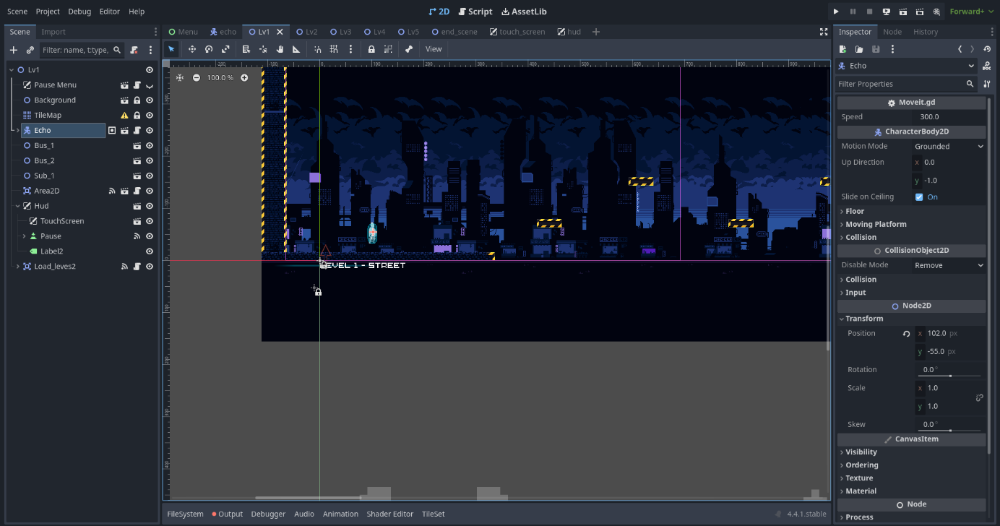 Scene Project Debug Editor Help 2D Script AssetLib Forward+
Scene Import
Menu echo Lv1 Lv2 Lv3 Lv4 Lv5 end_scene touch_screen hud
Inspector Node History
Filter: name, t:type,
View
Lv1
Pause Menu
Background
TileMap
Echo
Bus_1
Bus_2
Sub_1
Area2D
Hud
TouchScreen
Pause
Label2
Load_leves2
100.0 %
LEVEL 1 - STREET
FileSystem Output Debugger Audio Animation Shader Editor TileSet 4.4.1.stable
Echo
Filter Properties
Moveit.gd
Speed 300.0
CharacterBody2D
Motion Mode Grounded
Up Direction x 0.0
y -1.0
Slide on Ceiling On
Floor
Moving Platform
Collision
CollisionObject2D
Disable Mode Remove
Collision
Input
Node2D
Transform
Position x 102.0 px
y -55.0 px
Rotation 0.0 °
Scale x 1.0
y 1.0
Skew 0.0 °
CanvasItem
Visibility
Ordering
Texture
Material
Node
Process